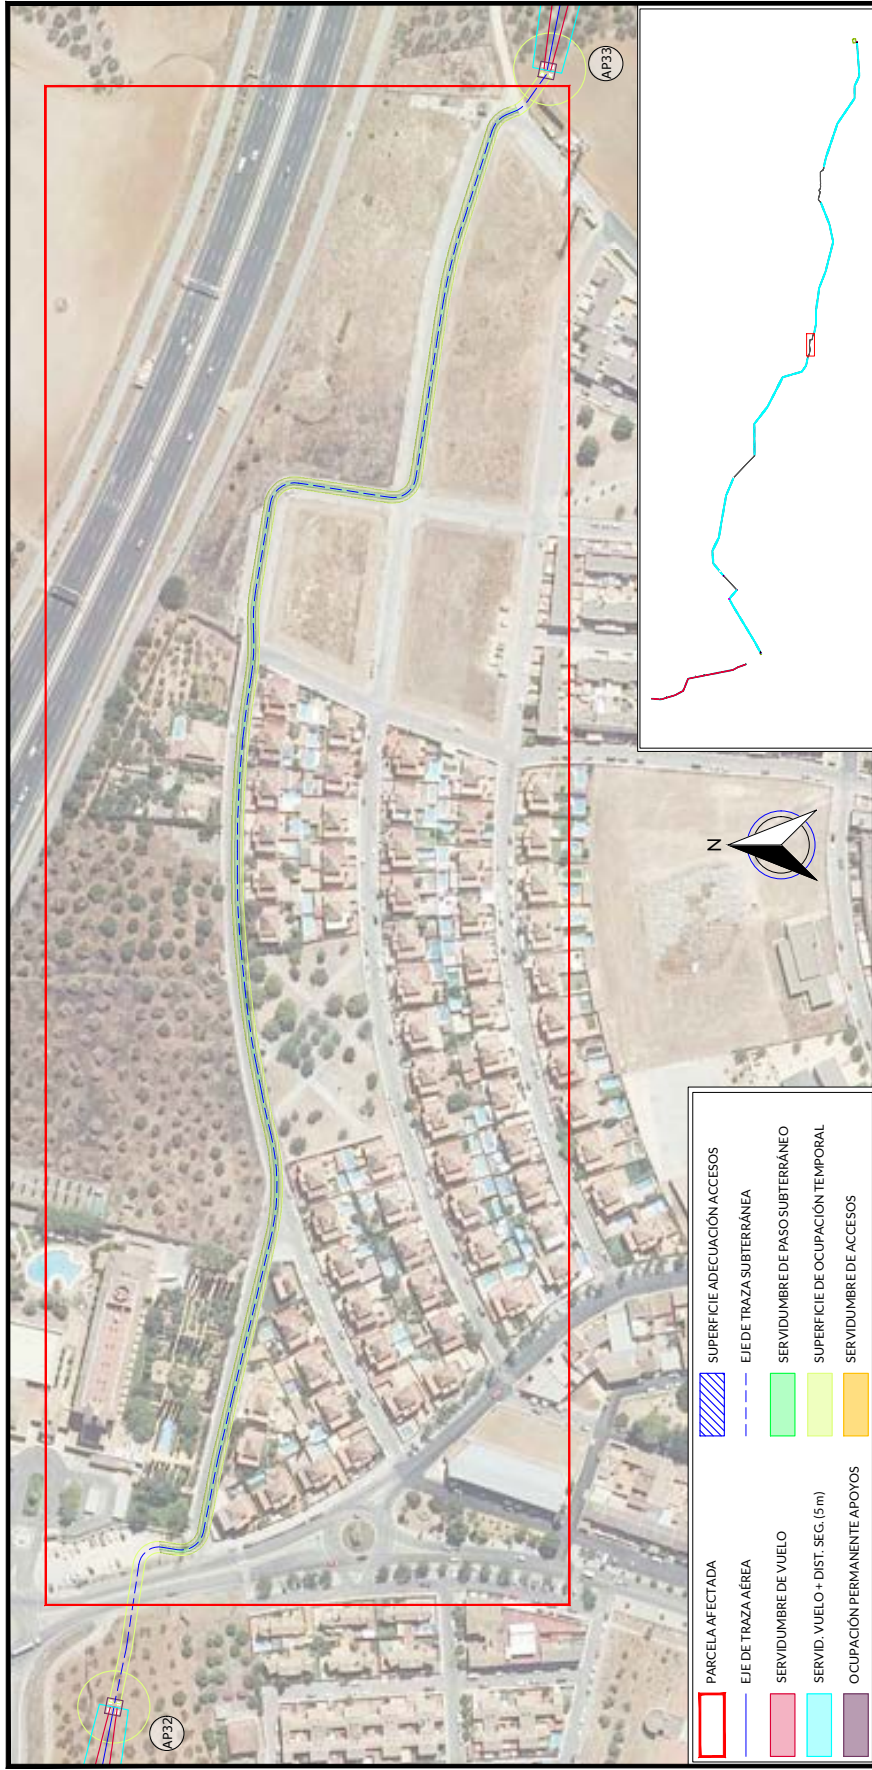 AP32
AP33
N
PARCELA AFECTADA
EJE DE TRAZA AÉREA
SERVIDUMBRE DE VUELO
SERVID. VUELO + DIST. SEG. (5 m)
OCUPACIÓN PERMANENTE APOYOS
SUPERFICIE ADECUACIÓN ACCESOS
EJE DE TRAZA SUBTERRÁNEA
SERVIDUMBRE DE PASO SUBTERRÁNEO
SUPERFICIE DE OCUPACIÓN TEMPORAL
SERVIDUMBRE DE ACCESOS